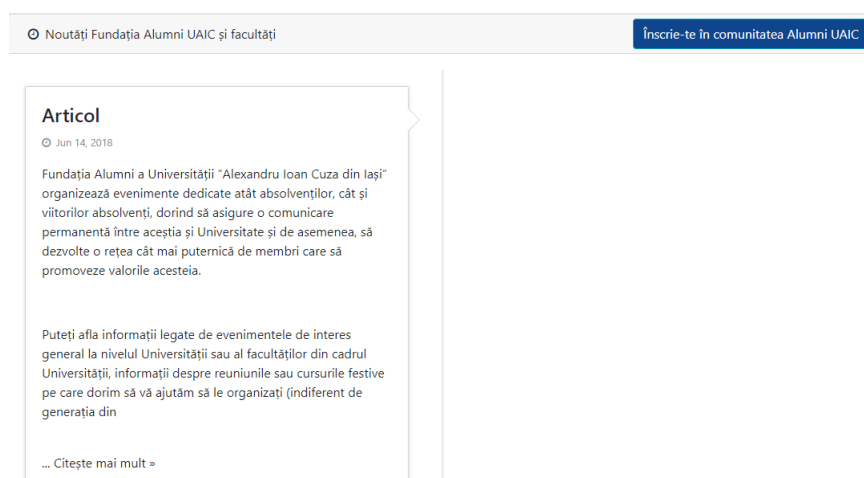 Noutăți Fundația Alumni UAIC și facultăți
Înscrie-te în comunitatea Alumni UAIC
Articol
Jun 14, 2018
Fundația Alumni a Universității "Alexandru Ioan Cuza din Iași"
organizează evenimente dedicate atât absolvenților, cât și
viitorilor absolvenți, dorind să asigure o comunicare
permanentă între aceștia și Universitate și de asemenea, să
dezvolte o rețea cât mai puternică de membri care să
promoveze valorile acesteia.
Puteți afla informații legate de evenimentele de interes
general la nivelul Universității sau al facultăților din cadrul
Universității, informații despre reuniunile sau cursurile festive
pe care dorim să vă ajutăm să le organizați (indiferent de
generația din
... Citește mai mult »